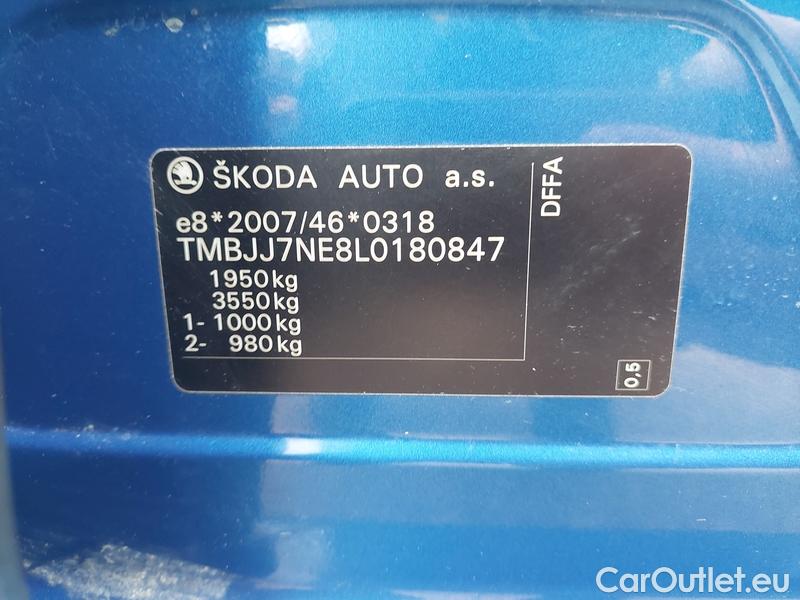 ŠKODA AUTO a.s.
e8*2007/46*0318
TMBJJ7NE8L0180847
1950kg
3550kg
1- 1000kg
2- 980kg
DFFA
0,5
CarOutlet.eu